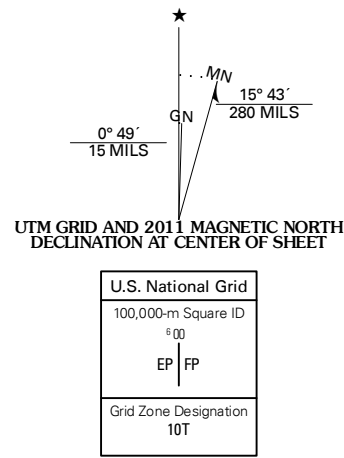 ★
MN
15° 43´
280 MILS
GN
0° 49´
15 MILS
UTM GRID AND 2011 MAGNETIC NORTH
DECLINATION AT CENTER OF SHEET
U.S. National Grid
100,000-m Square ID
⁶00
EP FP
Grid Zone Designation
10T